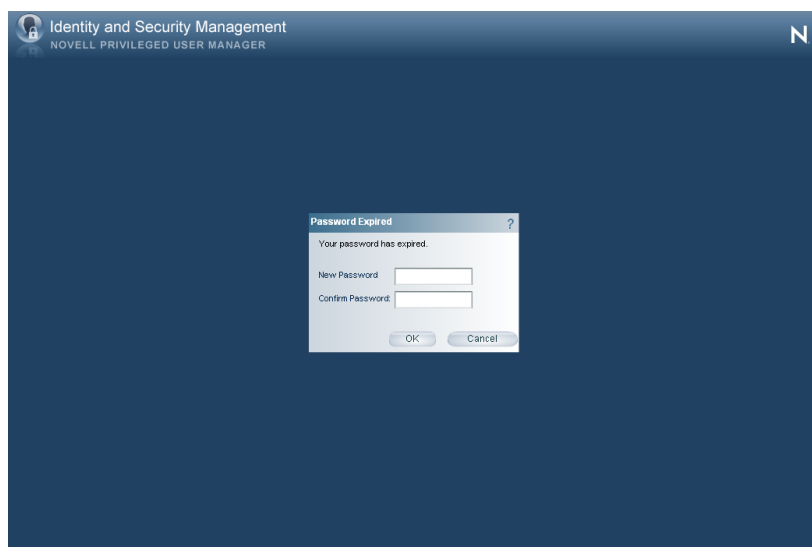 Identity and Security Management
NOVELL PRIVILEGED USER MANAGER
N
Password Expired
?
Your password has expired.
New Password
Confirm Password:
OK
Cancel